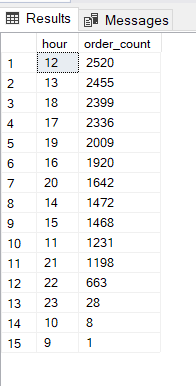 Results Messages
hour order_count
1 12 2520
2 13 2455
3 18 2399
4 17 2336
5 19 2009
6 16 1920
7 20 1642
8 14 1472
9 15 1468
10 11 1231
11 21 1198
12 22 663
13 23 28
14 10 8
15 9 1